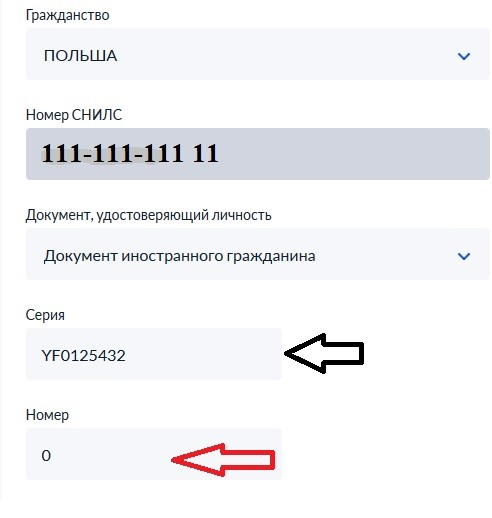 Гражданство
ПОЛЬША
Номер СНИЛС
111-111-111 11
Документ, удостоверяющий личность
Документ иностранного гражданина
Серия
YF0125432
Номер
0